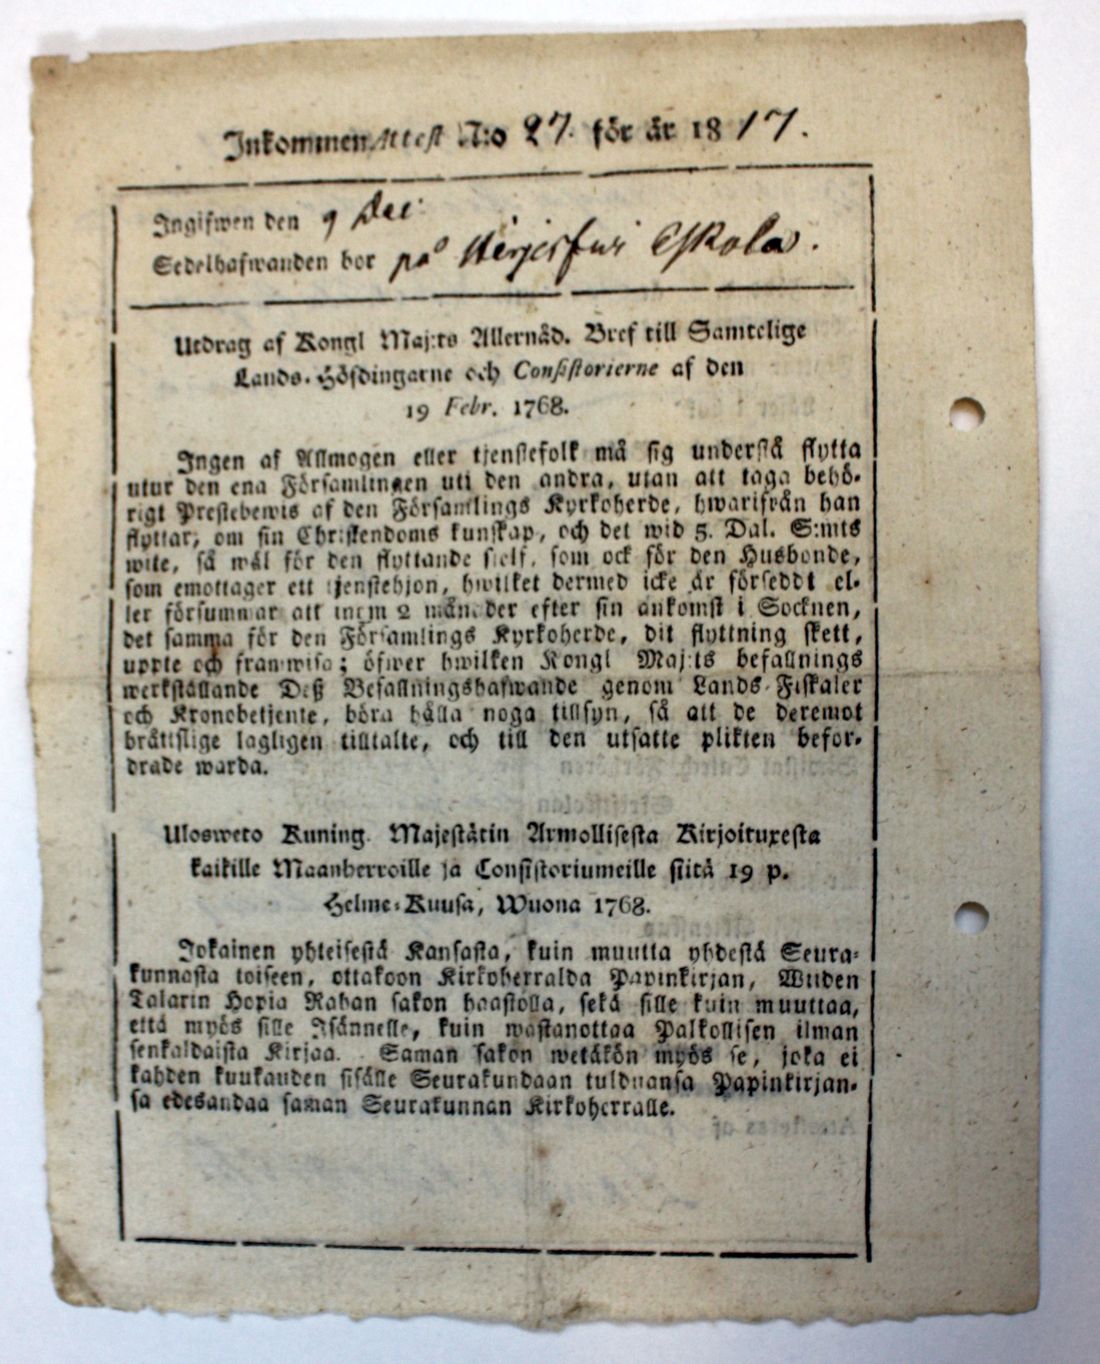 Inkommen Attest N:o 27. för år 1817.
Ingifwen den 9 Dec:
Sedelhafwanden bor på Eskola.
Utdrag af Kongl Maj:ts Allernåd. Bref till Samtelige
Lands-Höfdingarne och Consistorierne af den
19 Febr. 1768.
Ingen af Allmogen eller tjenstefolk må sig understå flytta
utur den ena Församlingen uti den andra, utan att taga behö-
rigt Prestebewis af den Församlings Kyrkoherde, hwarifrån han
flyttar, om sin Christendoms kunskap, och det wid 5. Dal. S:mts
wite, så wäl för den flyttande sielf, som ock för den Husbonde,
som emottager ett tjenstehjon, hwilket dermed icke är förseddt el-
ler försummar att inom 2 månader efter sin ankomst i Socknen,
det samma för den Församlings Kyrkoherde, dit flyttning skett,
uppte och framwisa; öfwer hwilken Kongl Maj:ts befallnings
werkställande Deß Befallningshafwande genom Lands-Fiskaler
och Kronobetjente, böra hålla noga tillsyn, så att de deremot
bråttslige lagligen tilltalte, och till den utsatte plikten befor-
drade warda.
Ulosweto Kuning. Majestätin Armollisesta Kirjoituxesta
kaikille Maanherroille ja Consistoriumeille siitä 19 p.
Helme-Kuusa, Wuona 1768.
Jokainen yhteisestä Kansasta, kuin muutta yhdestä Seura-
kunnasta toiseen, ottakoon Kirkoherralda Papinkirjan, Wiiden
Talarin Hopia Rahan sakon haastolla, sekä sille kuin muuttaa,
että myös sille Isännelle, kuin wastanottaa Palkollisen ilman
senkaldaista Kirjaa. Saman sakon wetäkön myös se, joka ei
kahden kuukauden sisälle Seurakundaan tulduansa Papinkirjan-
sa edesandaa saman Seurakunnan Kirkoherralle.